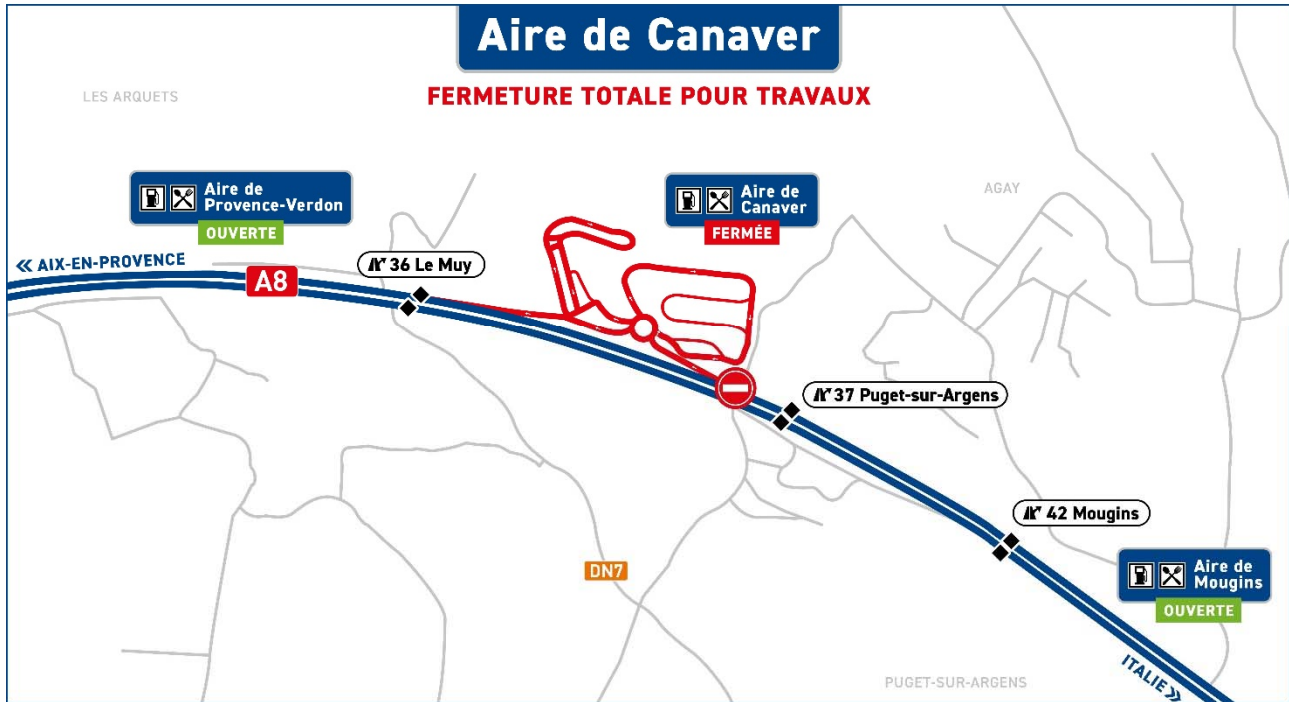 Aire de Canaver
FERMETURE TOTALE POUR TRAVAUX
LES ARQUETS
Aire de
Provence-Verdon
OUVERTE
Aire de
Canaver
FERMÉE
AGAY
<< AIX-EN-PROVENCE
A8
36 Le Muy
37 Puget-sur-Argens
42 Mougins
DN7
Aire de
Mougins
OUVERTE
ITALIE >>
PUGET-SUR-ARGENS